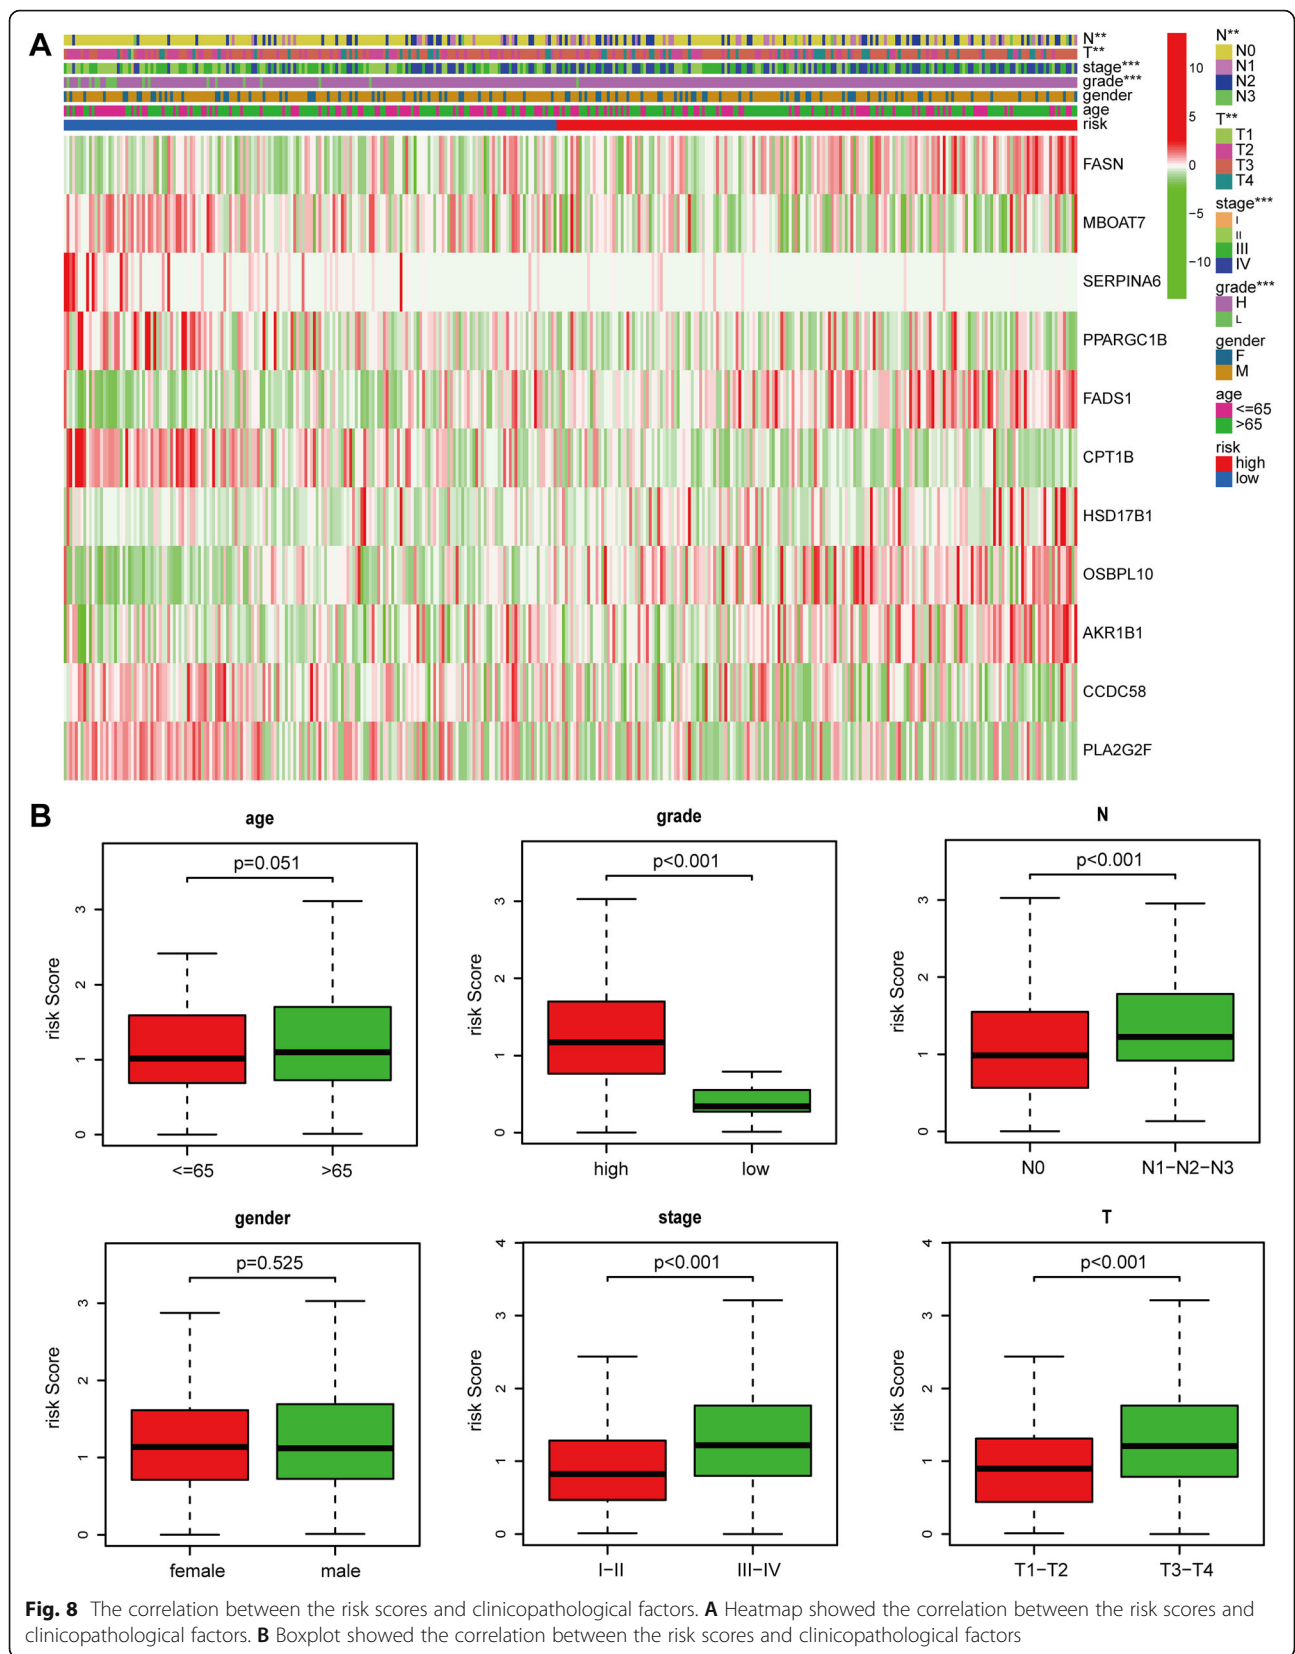 A
N**
T**
stage***
grade***
gender
age
risk
FASN
MBOAT7
SERPINA6
PPARGC1B
FADS1
CPT1B
HSD17B1
OSBPL10
AKR1B1
CCDC58
PLA2G2F
10
5
0
−5
−10
N**
N0
N1
N2
N3
T**
T1
T2
T3
T4
stage***
I
II
III
IV
grade***
H
L
gender
F
M
age
<=65
>65
risk
high
low
B
age
p=0.051
risk Score
0
1
2
3
<=65
>65
grade
p<0.001
risk Score
0
1
2
3
high
low
N
p<0.001
risk Score
0
1
2
3
N0
N1−N2−N3
gender
p=0.525
risk Score
0
1
2
3
female
male
stage
p<0.001
risk Score
0
1
2
3
4
I−II
III−IV
T
p<0.001
risk Score
0
1
2
3
4
T1−T2
T3−T4
Fig. 8 The correlation between the risk scores and clinicopathological factors. A Heatmap showed the correlation between the risk scores and
clinicopathological factors. B Boxplot showed the correlation between the risk scores and clinicopathological factors